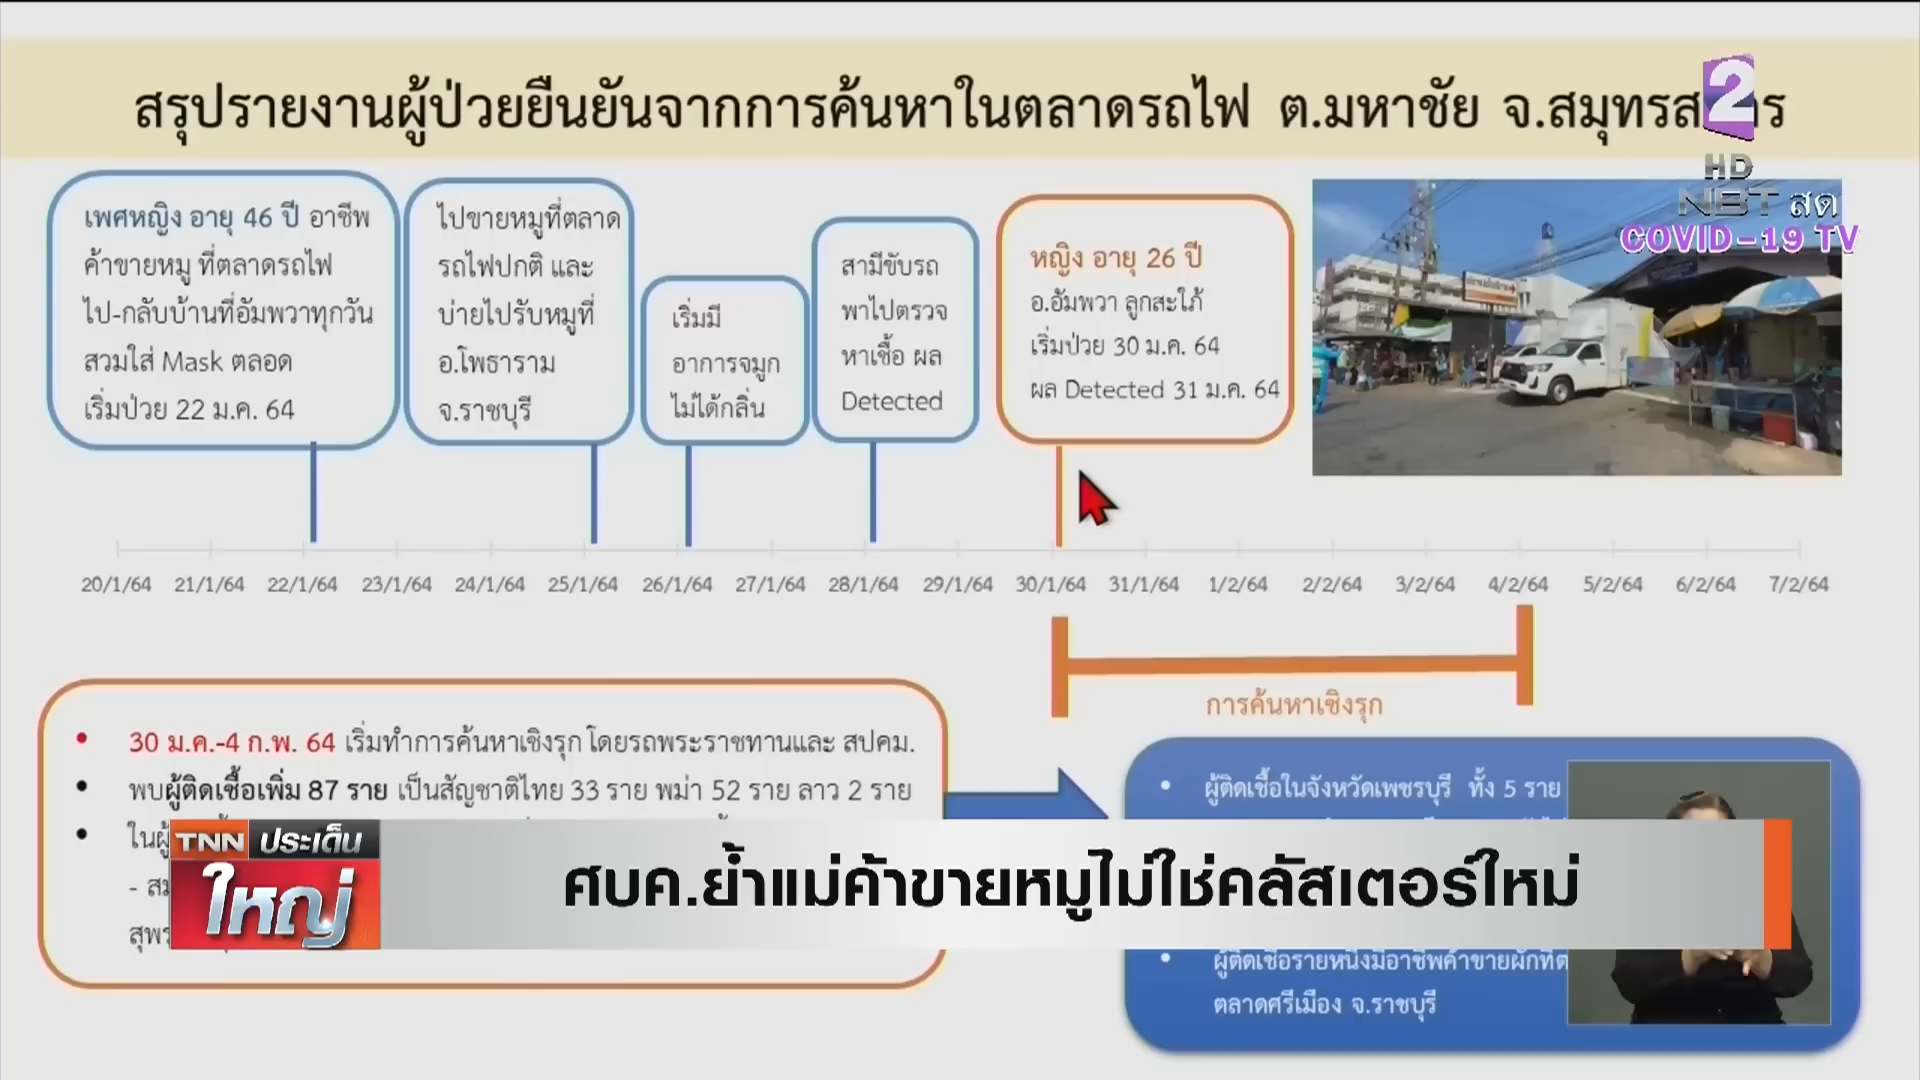 สรุปรายงานผู้ป่วยยืนยันจากการค้นหาในตลาดรถไฟ ต.มหาชัย จ.สมุทรส
2
HD
NBT สด
COVID-19 TV
เพศหญิง อายุ 46 ปี อาชีพ
ค้าขายหมู ที่ตลาดรถไฟ
ไป-กลับบ้านที่อัมพวาทุกวัน
สวมใส่ Mask ตลอด
เริ่มป่วย 22 ม.ค. 64
ไปขายหมูที่ตลาด
รถไฟปกติ และ
บ่ายไปรับหมูที่
อ.โพธาราม
จ.ราชบุรี
เริ่มมี
อาการจมูก
ไม่ได้กลิ่น
สามีขับรถ
พาไปตรวจ
หาเชื้อ ผล
Detected
หญิง อายุ 26 ปี
อ.อัมพวา ลูกสะใภ้
เริ่มป่วย 30 ม.ค. 64
ผล Detected 31 ม.ค. 64
20/1/64 21/1/64 22/1/64 23/1/64 24/1/64 25/1/64 26/1/64 27/1/64 28/1/64 29/1/64 30/1/64 31/1/64 1/2/64 2/2/64 3/2/64 4/2/64 5/2/64 6/2/64 7/2/64
การค้นหาเชิงรุก
• 30 ม.ค.-4 ก.พ. 64 เริ่มทำการค้นหาเชิงรุก โดยรถพระราชทานและ สปคม.
• พบผู้ติดเชื้อเพิ่ม 87 ราย เป็นสัญชาติไทย 33 ราย พม่า 52 ราย ลาว 2 ราย
• ผู้ติดเชื้อในจังหวัดเพชรบุรี ทั้ง 5 ราย
TNN ประเด็น
ใหญ่
ศบค.ย้ำแม่ค้าขายหมูไม่ใช่คลัสเตอร์ใหม่
• ผู้ติดเชื้อรายหนึ่งมีอาชีพค้าขายผักที่ต
ตลาดศรีเมือง จ.ราชบุรี